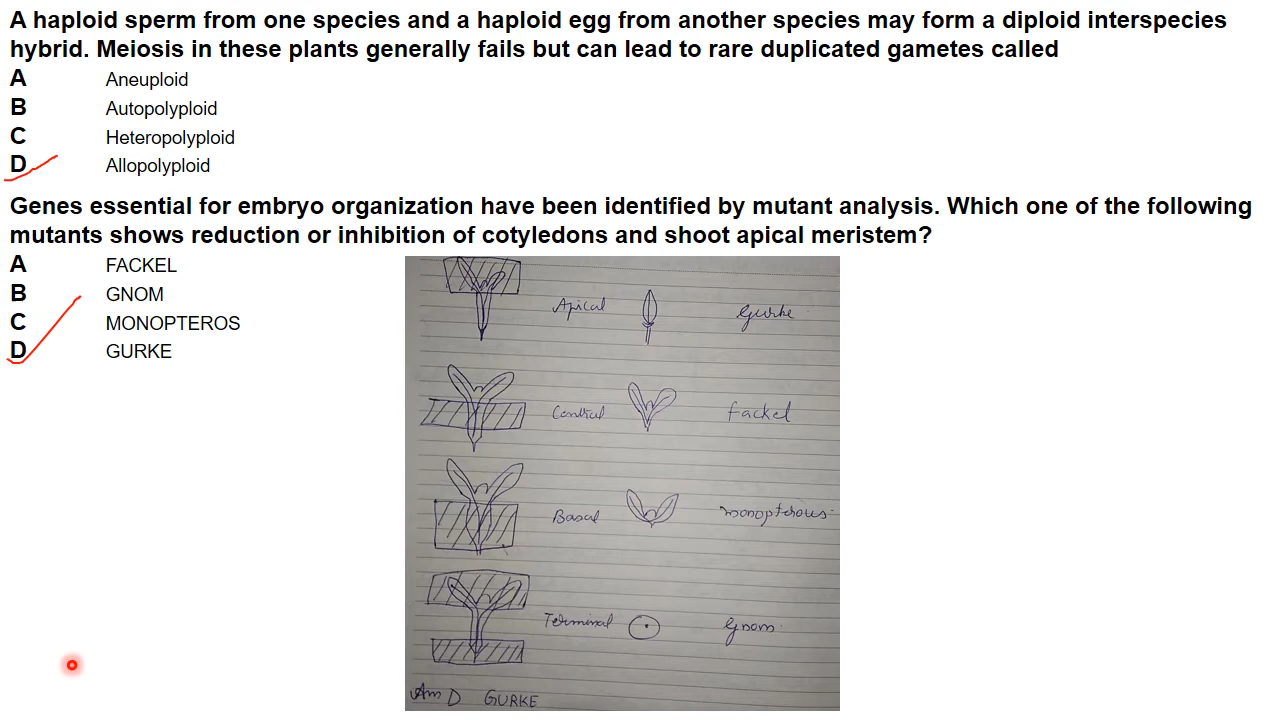 A haploid sperm from one species and a haploid egg from another species may form a diploid interspecies
hybrid. Meiosis in these plants generally fails but can lead to rare duplicated gametes called
A Aneuploid
B Autopolyploid
C Heteropolyploid
D Allopolyploid
Genes essential for embryo organization have been identified by mutant analysis. Which one of the following
mutants shows reduction or inhibition of cotyledons and shoot apical meristem?
A FACKEL
B GNOM
C MONOPTEROS
D GURKE
Apical Gurke
Central fackel
Basal monopterous
Terminal Gnom
Ans D GURKE